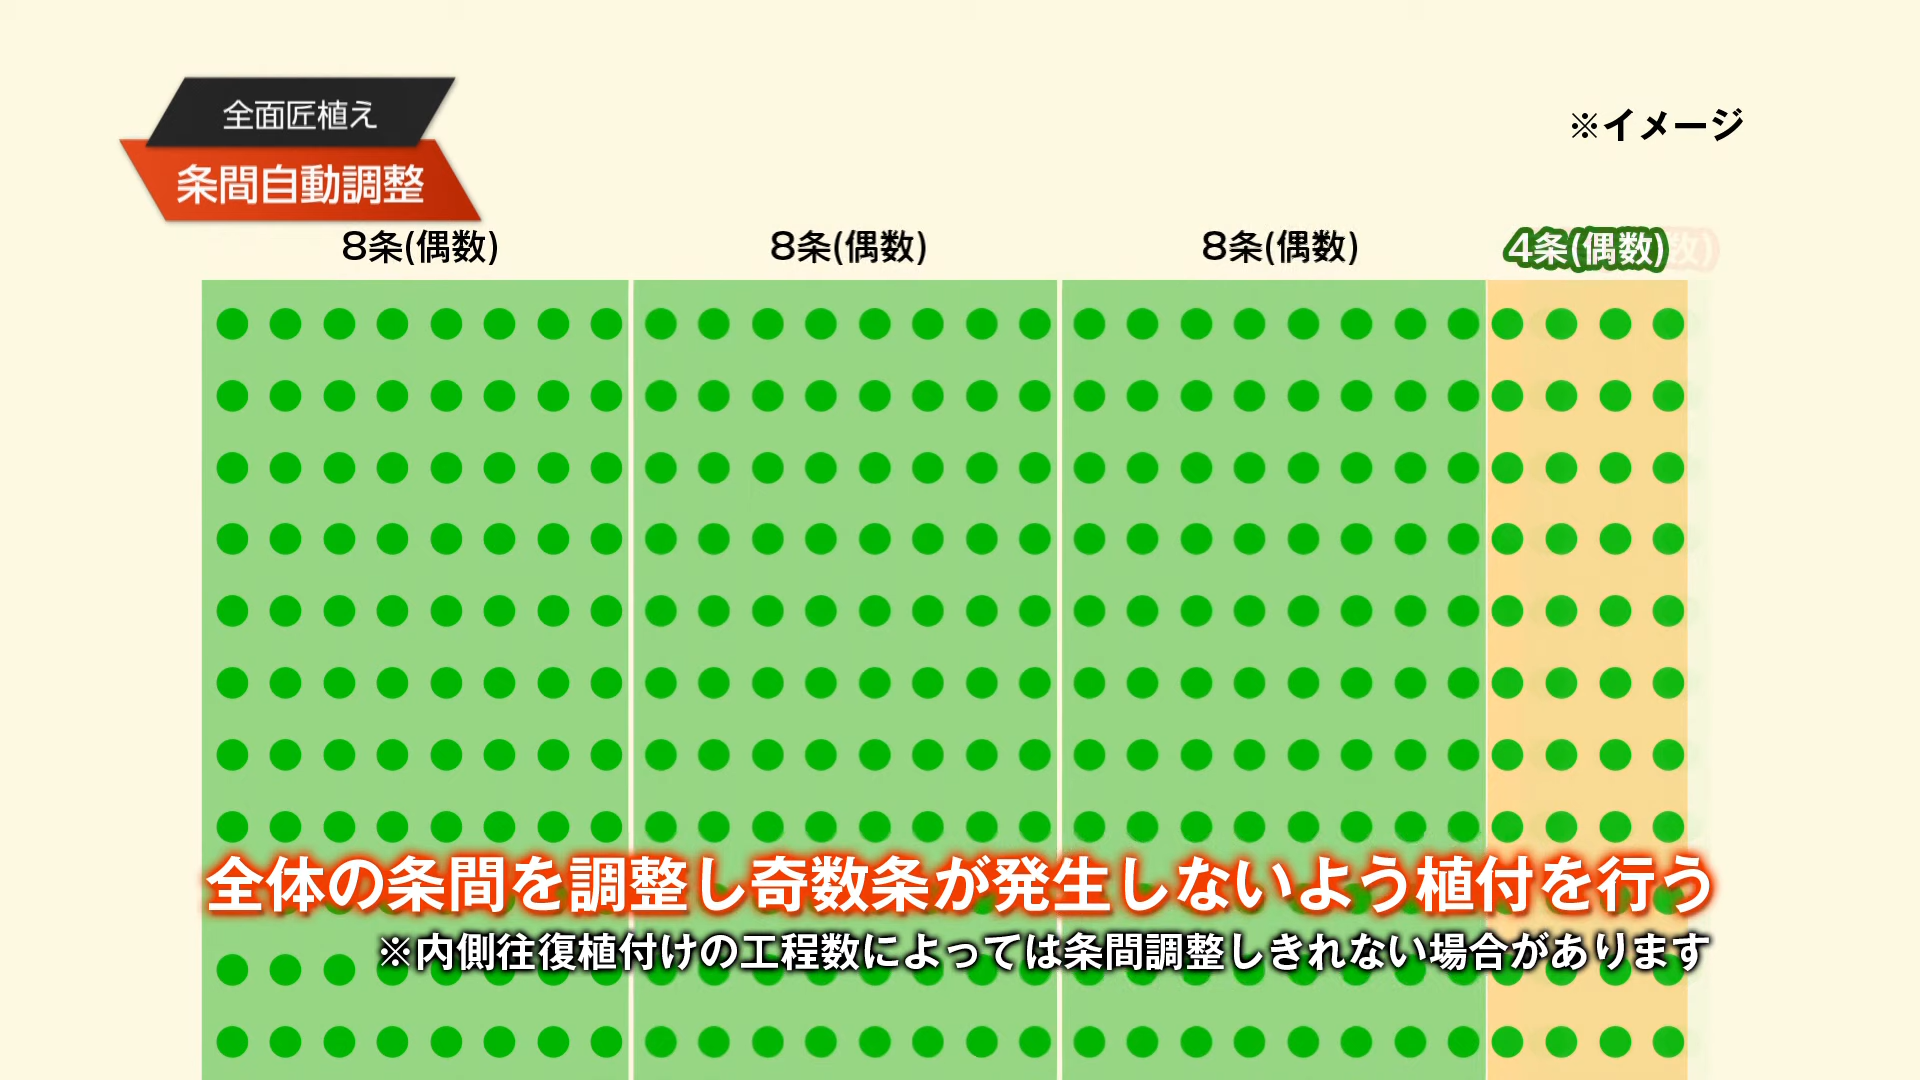 全面匠植え
条間自動調整
※イメージ
8条(偶数)
8条(偶数)
8条(偶数)
4条(偶数)
全体の条間を調整し奇数条が発生しないよう植付を行う
※内側往復植付けの工程数によっては条間調整しきれない場合があります